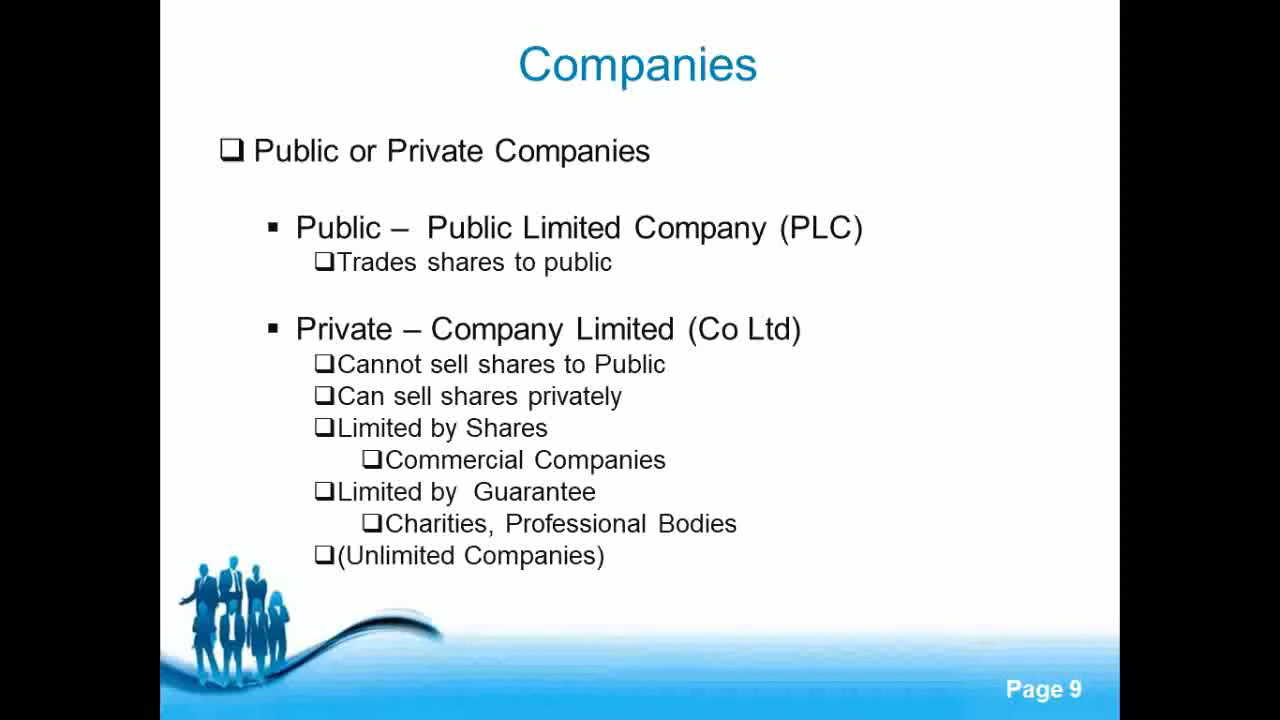 Companies
Public or Private Companies
Public – Public Limited Company (PLC)
Trades shares to public
Private – Company Limited (Co Ltd)
Cannot sell shares to Public
Can sell shares privately
Limited by Shares
Commercial Companies
Limited by Guarantee
Charities, Professional Bodies
(Unlimited Companies)
Page 9